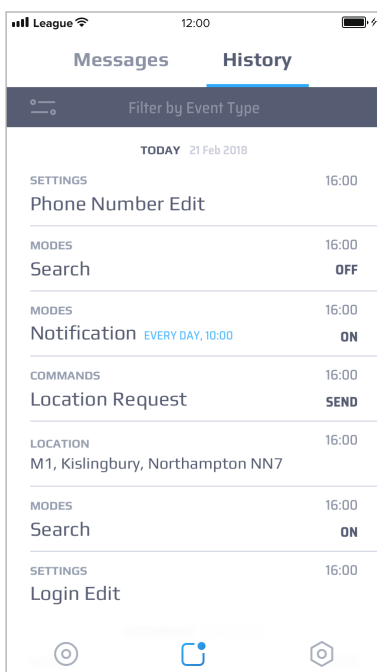 League 12:00
Messages History
Filter by Event Type
TODAY 21 Feb 2018
SETTINGS 16:00
Phone Number Edit
MODES 16:00
Search OFF
MODES 16:00
Notification EVERY DAY, 10:00 ON
COMMANDS 16:00
Location Request SEND
LOCATION 16:00
M1, Kislingbury, Northampton NN7
MODES 16:00
Search ON
SETTINGS 16:00
Login Edit